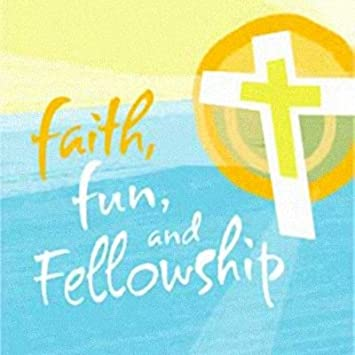 faith,
fun,
and
Fellowship